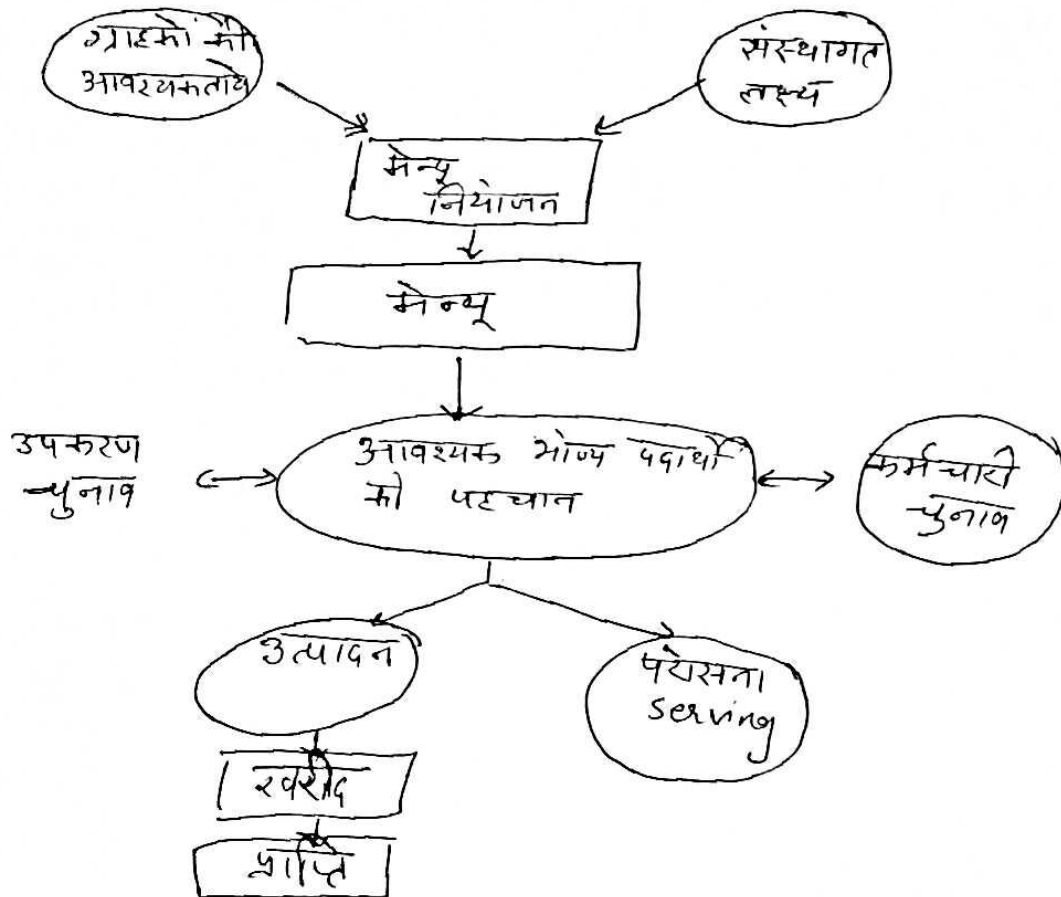 ग्राहकों की
आवश्यकतायें
संस्थागत
लक्ष्य
मेन्यू
नियोजन
मेन्यू
उपकरण
चुनाव
आवश्यक भोज्य पदार्थों
की पहचान
कर्मचारी
चुनाव
उत्पादन
परोसना
serving
खरीद
प्राप्ति